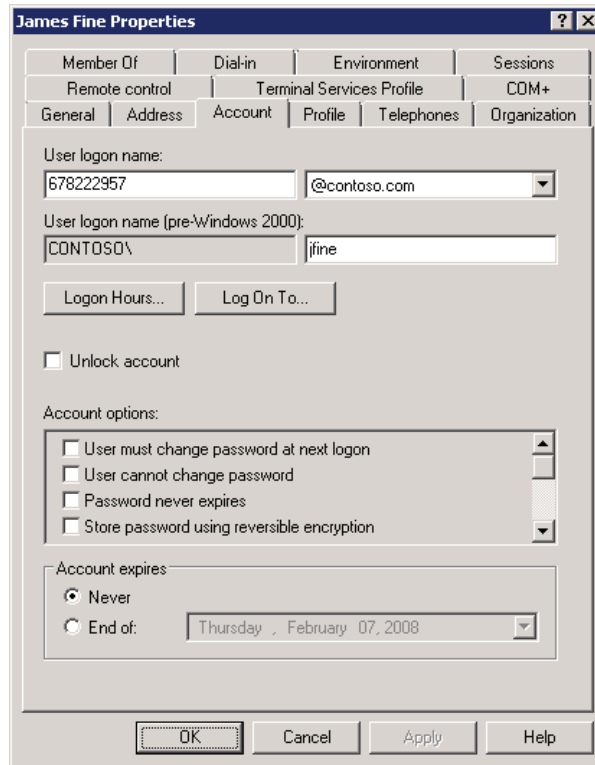 James Fine Properties
Member Of Dial-in Environment Sessions
Remote control Terminal Services Profile COM+
General Address Account Profile Telephones Organization
User logon name:
678222957 @contoso.com
User logon name (pre-Windows 2000):
CONTOSO\ jfine
Logon Hours... Log On To...
Unlock account
Account options:
User must change password at next logon
User cannot change password
Password never expires
Store password using reversible encryption
Account expires
Never
End of: Thursday , February 07, 2008
OK Cancel Apply Help